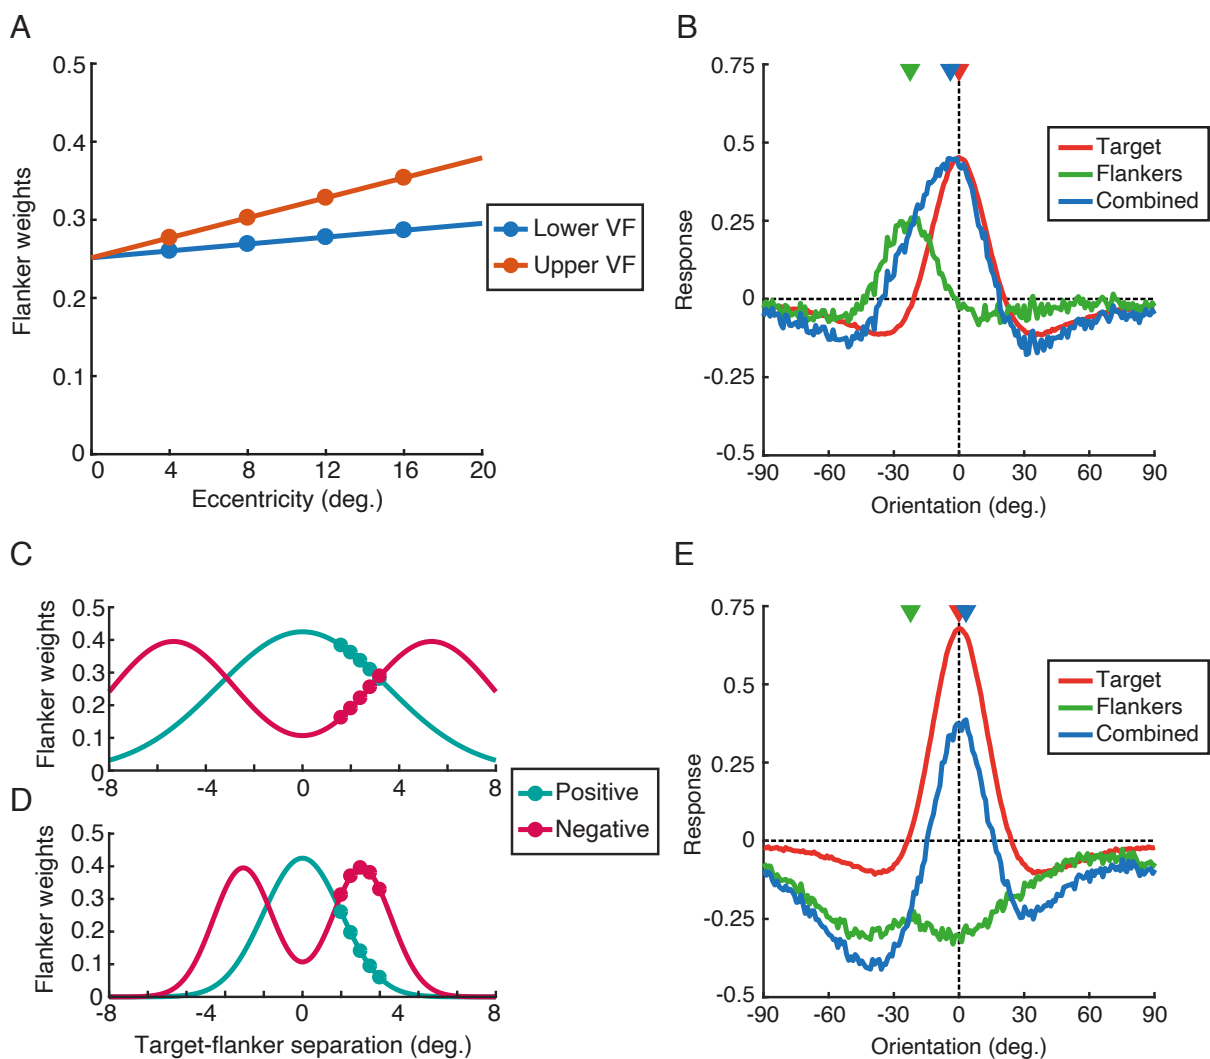 A
0.5
0.4
0.3
0.2
0.1
0
Flanker weights
0 4 8 12 16 20
Eccentricity (deg.)
Lower VF
Upper VF
B
0.75
0.5
0.25
0
-0.25
-0.5
Response
-90 -60 -30 0 30 60 90
Orientation (deg.)
Target
Flankers
Combined
C
0.5
0.4
0.3
0.2
0.1
0
Flanker weights
-8 -4 0 4 8
D
0.5
0.4
0.3
0.2
0.1
0
Flanker weights
-8 -4 0 4 8
Target-flanker separation (deg.)
Positive
Negative
E
0.75
0.5
0.25
0
-0.25
-0.5
Response
-90 -60 -30 0 30 60 90
Orientation (deg.)
Target
Flankers
Combined